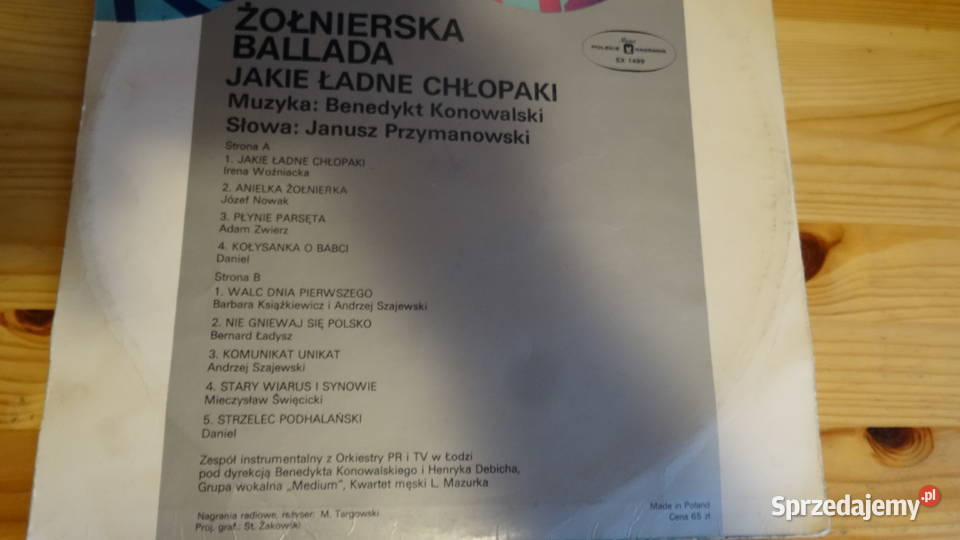 ŻOŁNIERSKA
BALLADA
JAKIE ŁADNE CHŁOPAKI
Muzyka: Benedykt Konowalski
Słowa: Janusz Przymanowski
Muza
POLSKIE NAGRANIA
SX 1499
Strona A
1. JAKIE ŁADNE CHŁOPAKI
Irena Woźniacka
2. ANIELKA ŻOŁNIERKA
Józef Nowak
3. PŁYNIE PARSĘTA
Adam Zwierz
4. KOŁYSANKA O BABCI
Daniel
Strona B
1. WALC DNIA PIERWSZEGO
Barbara Książkiewicz i Andrzej Szajewski
2. NIE GNIEWAJ SIĘ POLSKO
Bernard Ładysz
3. KOMUNIKAT UNIKAT
Andrzej Szajewski
4. STARY WIARUS I SYNOWIE
Mieczysław Święcicki
5. STRZELEC PODHALAŃSKI
Daniel
Zespół instrumentalny z Orkiestry PR i TV w Łodzi
pod dyrekcją Benedykta Konowalskiego i Henryka Debicha,
Grupa wokalna „Medium”, Kwartet męski L. Mazurka
Nagrania radiowe, reżyser: M. Targowski
Proj. graf.: St. Żakowski
Made in Poland
Cena 65 zł
Sprzedajemy.pl